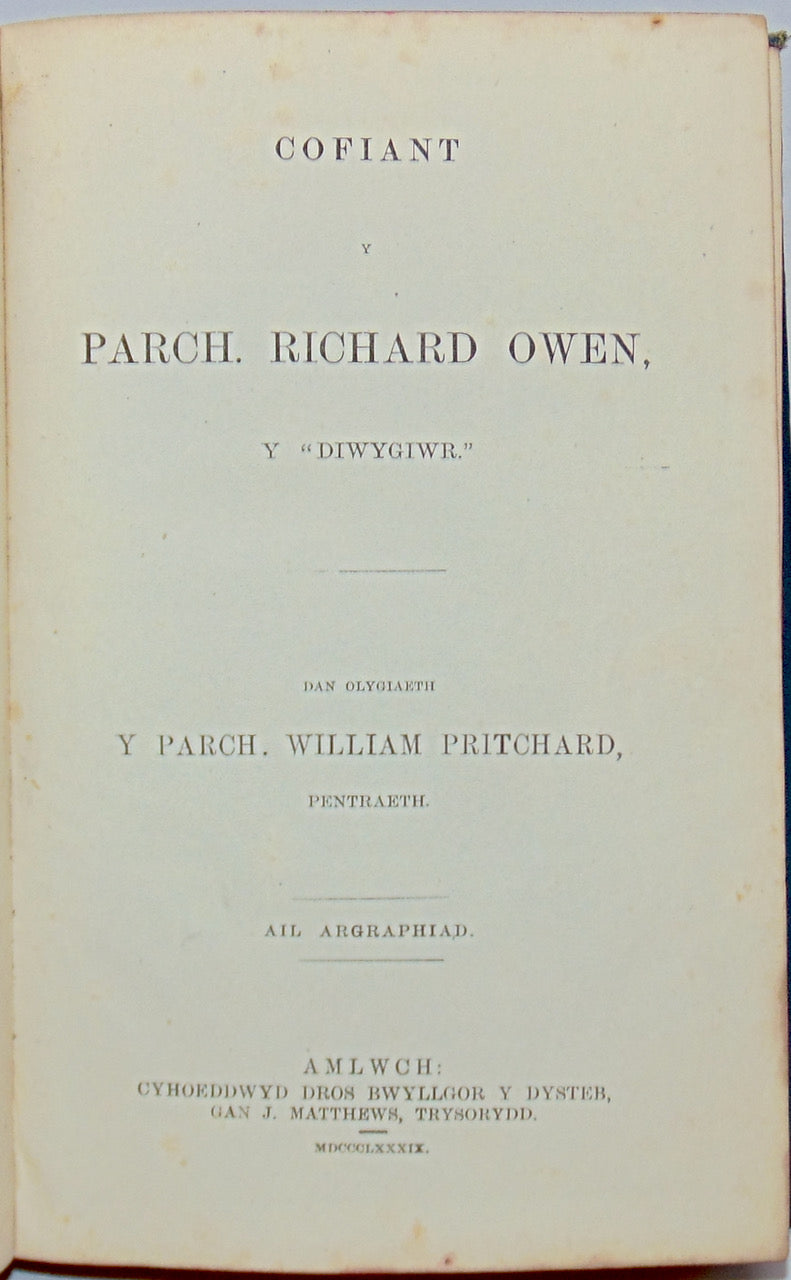 COFIANT
Y
PARCH. RICHARD OWEN,
Y “DIWYGIWR.”
DAN OLYGIAETH
Y PARCH. WILLIAM PRITCHARD,
PENTRAETH.
AIL ARGRAPHIAD.
AMLWCH:
CYHOEDDWYD DROS BWYLLGOR Y DYSTEB,
GAN J. MATTHEWS, TRYSORYDD.
MDCCCLXXXIX.